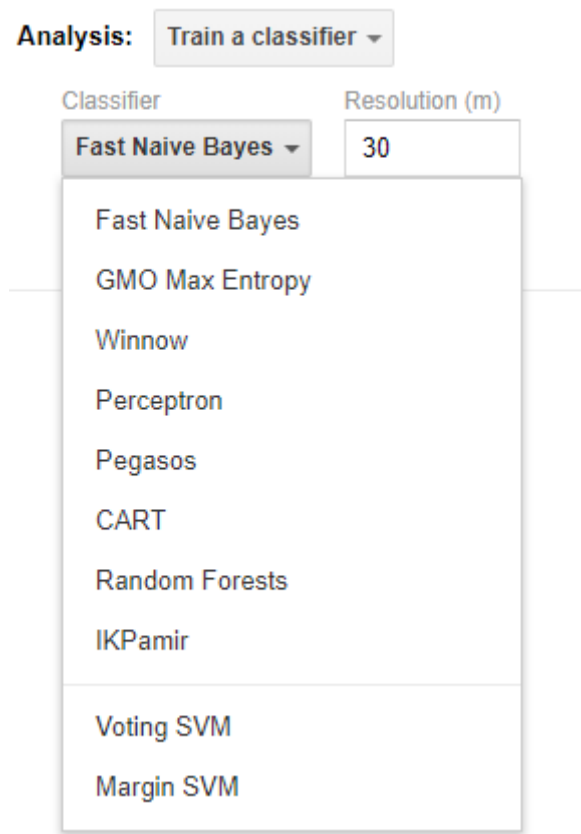 Analysis: Train a classifier
Classifier Resolution (m)
Fast Naive Bayes 30
Fast Naive Bayes
GMO Max Entropy
Winnow
Perceptron
Pegasos
CART
Random Forests
IKPamir
Voting SVM
Margin SVM